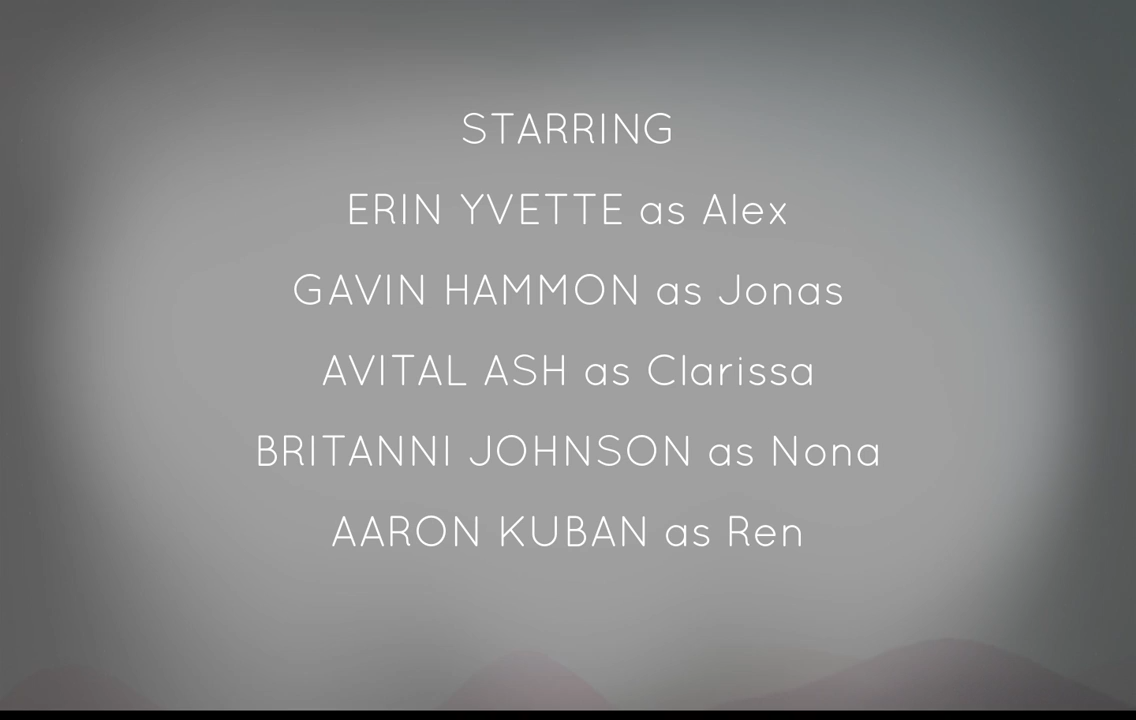 STARRING
ERIN YVETTE as Alex
GAVIN HAMMON as Jonas
AVITAL ASH as Clarissa
BRITANNI JOHNSON as Nona
AARON KUBAN as Ren